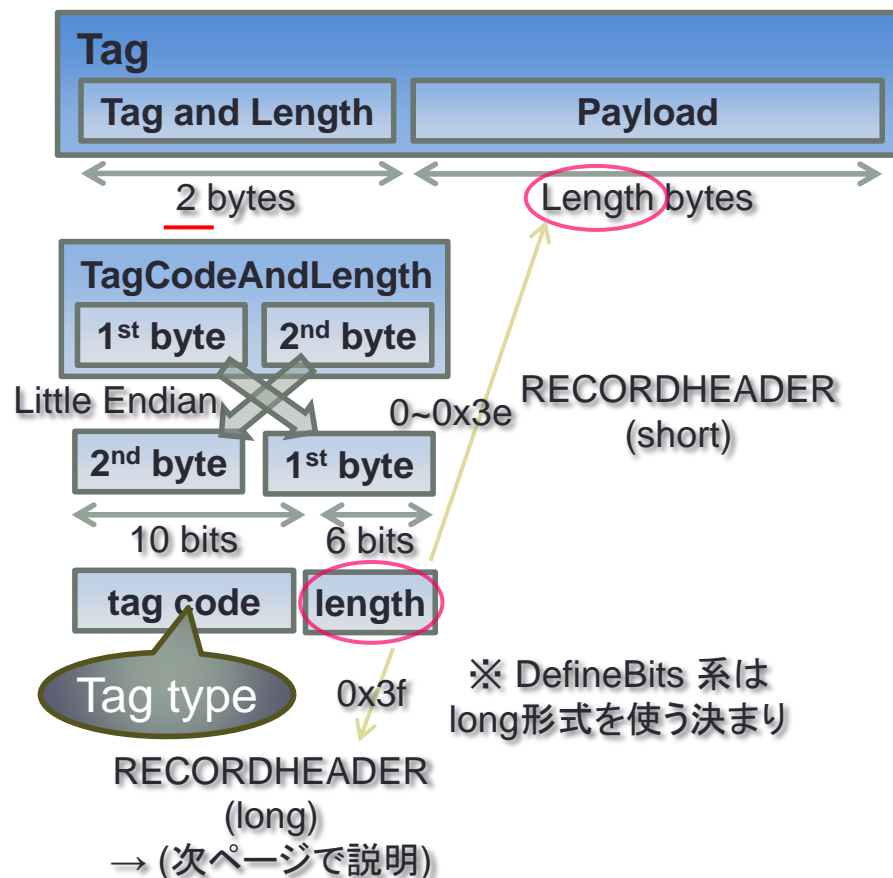 Tag
Tag and Length Payload
2 bytes Length bytes
TagCodeAndLength
1st byte 2nd byte
Little Endian
0~0x3e
RECORDHEADER
(short)
2nd byte 1st byte
10 bits 6 bits
tag code length
Tag type
0x3f
※ DefineBits 系は
long形式を使う決まり
RECORDHEADER
(long)
→ (次ページで説明)